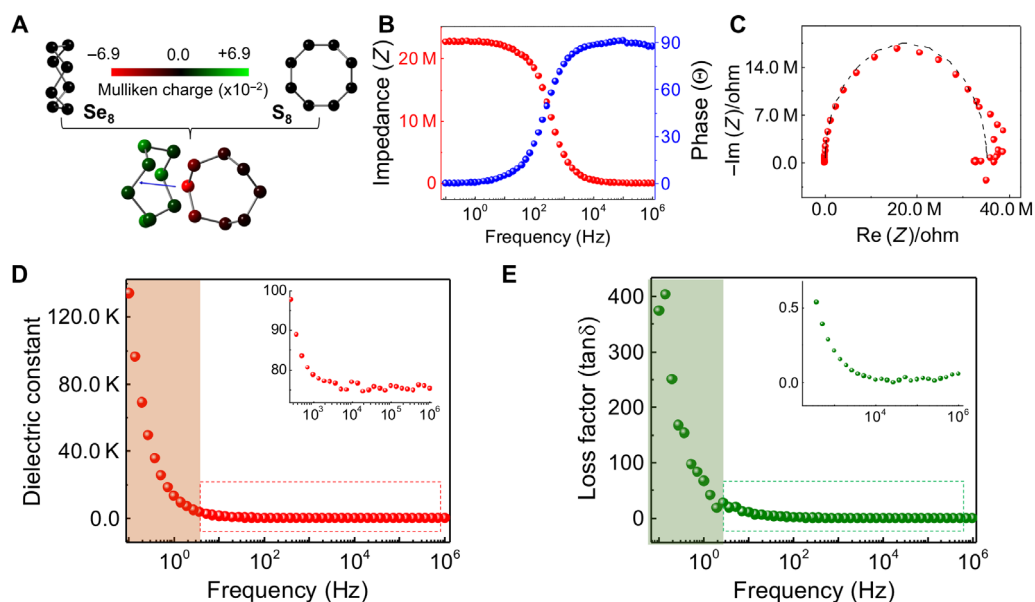 A
−6.9 0.0 +6.9
Mulliken charge (x10⁻²)
Se₈
S₈
B
Impedance (Z)
20 M
10 M
0
10⁰ 10² 10⁴ 10⁶
Frequency (Hz)
90
60
30
0
Phase (Θ)
C
−Im (Z)/ohm
14.0 M
7.0 M
0.0
0.0 20.0 M 40.0 M
Re (Z)/ohm
D
Dielectric constant
120.0 K
80.0 K
40.0 K
0.0
10⁰ 10² 10⁴ 10⁶
Frequency (Hz)
100
90
80
10³ 10⁴ 10⁵ 10⁶
E
Loss factor (tanδ)
400
350
300
250
200
150
100
50
0
10⁰ 10² 10⁴ 10⁶
Frequency (Hz)
0.5
0.0
10⁴ 10⁶